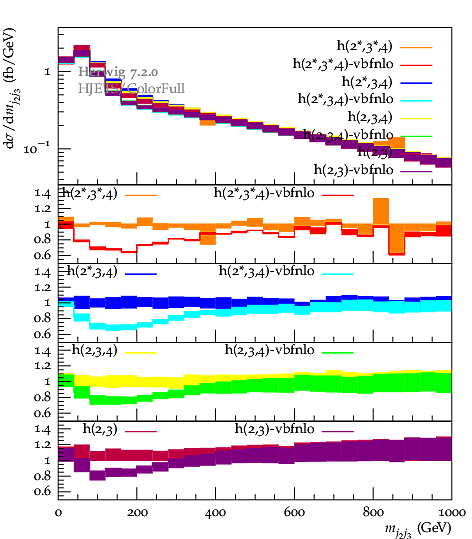 dσ/dm_{j2j3} (fb/GeV)
1
10⁻¹
Herwig 7.2.0
HJETS/ColorFull
h(2*,3*,4)
h(2*,3*,4)-vbfnlo
h(2*,3,4)
h(2*,3,4)-vbfnlo
h(2,3,4)
h(2,3,4)-vbfnlo
h(2,3)
h(2,3)-vbfnlo
h(2*,3*,4) h(2*,3*,4)-vbfnlo
1.4
1.2
1
0.8
0.6
h(2*,3,4) h(2*,3,4)-vbfnlo
1.4
1.2
1
0.8
0.6
h(2,3,4) h(2,3,4)-vbfnlo
1.4
1.2
1
0.8
0.6
h(2,3) h(2,3)-vbfnlo
1.4
1.2
1
0.8
0.6
0 200 400 600 800 1000
m_{j2j3} (GeV)